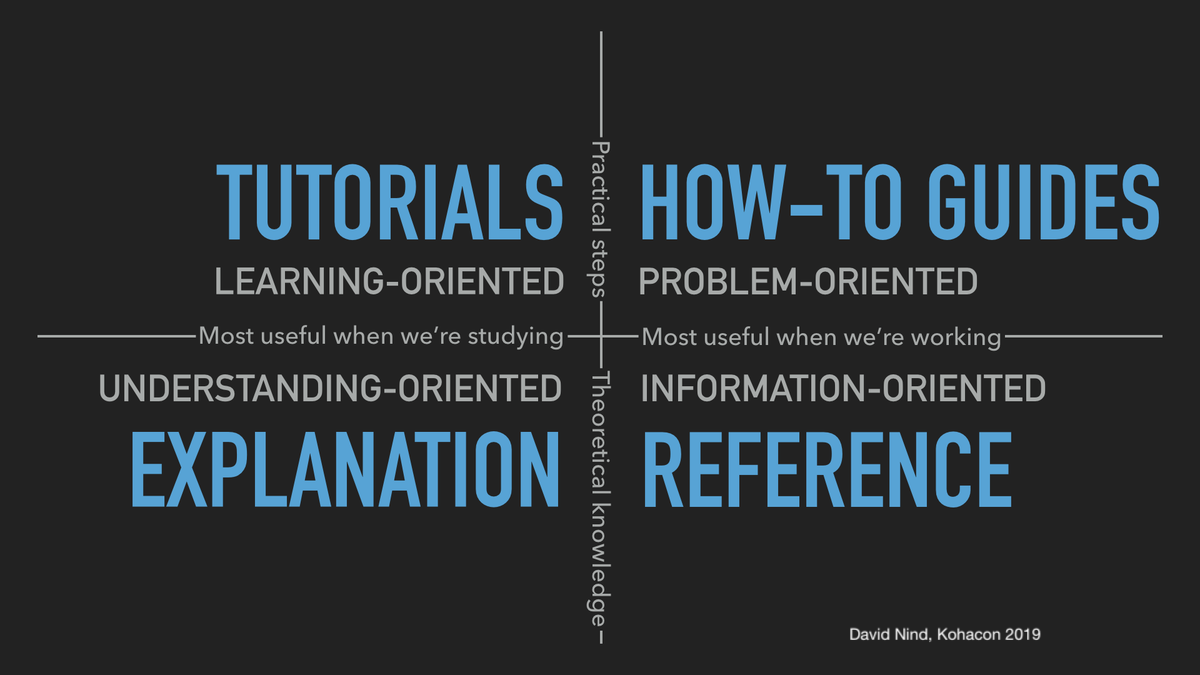 Practical steps
TUTORIALS
HOW-TO GUIDES
LEARNING-ORIENTED
PROBLEM-ORIENTED
Most useful when we’re studying
Most useful when we’re working
UNDERSTANDING-ORIENTED
INFORMATION-ORIENTED
EXPLANATION
REFERENCE
Theoretical knowledge
David Nind, Kohacon 2019